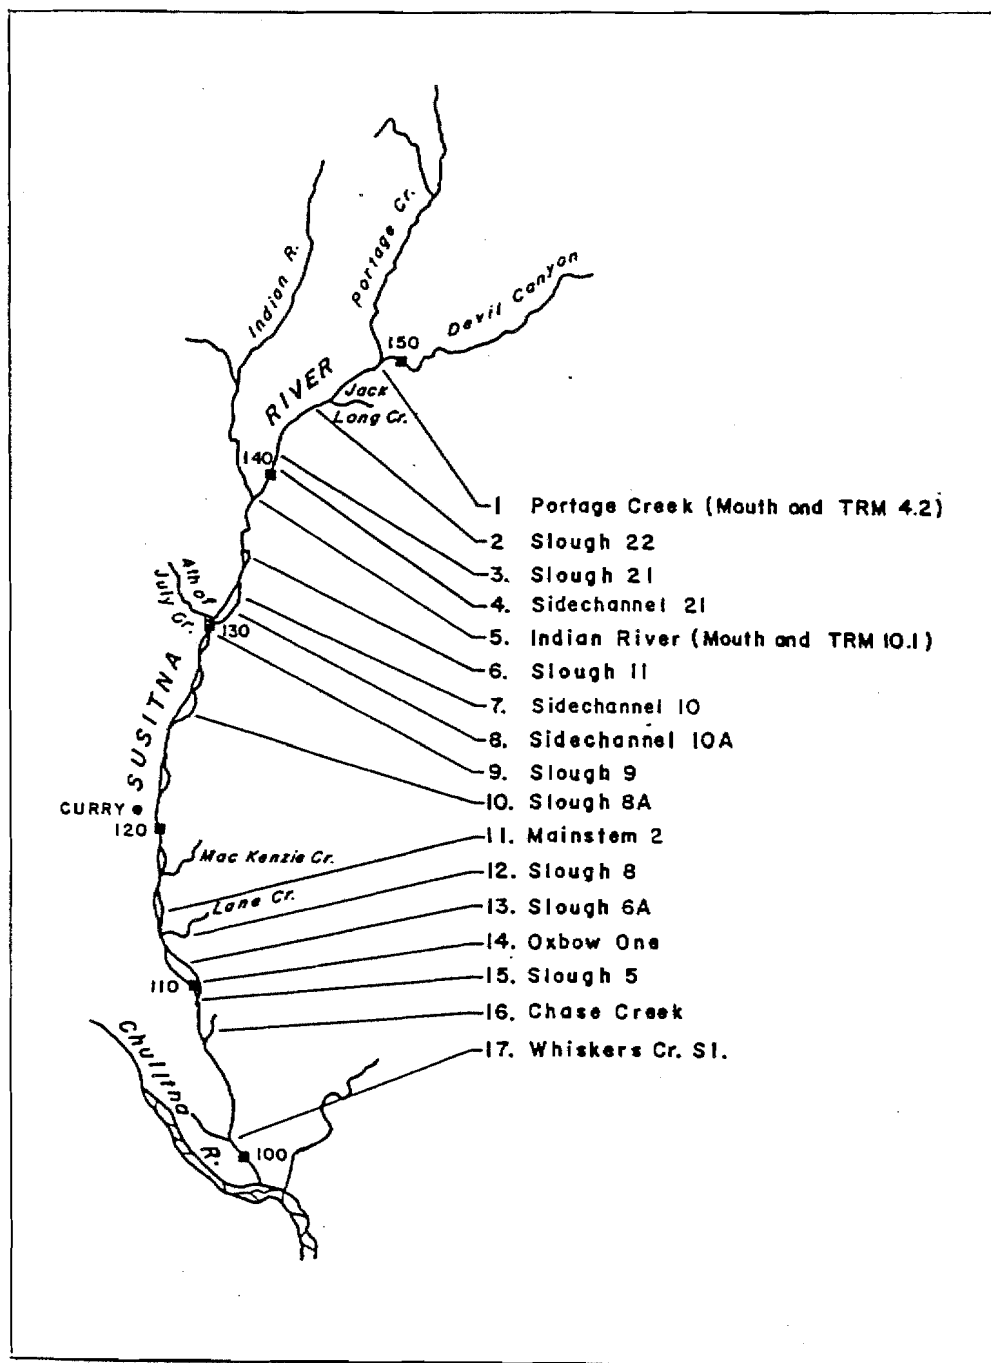 Indian R.
Portage Cr.
Devil Canyon
150
RIVER
Jack
Long Cr.
140
1 Portage Creek (Mouth and TRM 4.2)
2 Slough 22
3. Slough 21
4. Sidechannel 21
5. Indian River (Mouth and TRM 10.1)
6. Slough 11
7. Sidechannel 10
8. Sidechannel 10A
9. Slough 9
10. Slough 8A
11. Mainstem 2
12. Slough 8
13. Slough 6A
14. Oxbow One
15. Slough 5
16. Chase Creek
17. Whiskers Cr. Sl.
4th of
July Cr.
130
SUSITNA
CURRY
120
Mac Kenzie Cr.
Lane Cr.
110
Chulitna
R.
100